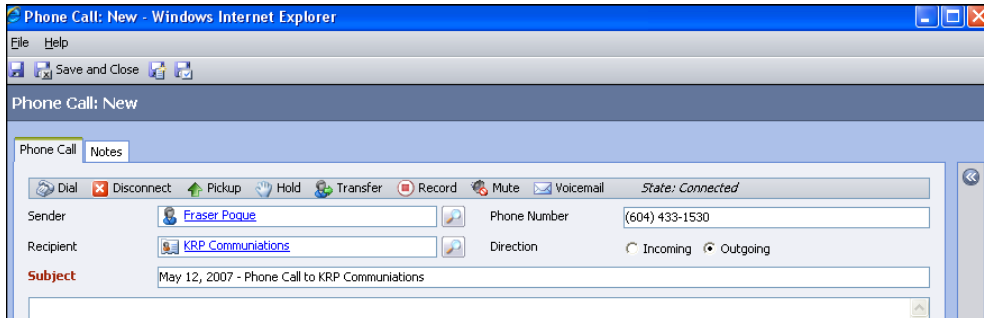 Phone Call: New - Windows Internet Explorer
File Help
Save and Close
Phone Call: New
Phone Call Notes
Dial Disconnect Pickup Hold Transfer Record Mute Voicemail State: Connected
Sender Fraser Pogue Phone Number (604) 433-1530
Recipient KRP Communiations Direction Incoming Outgoing
Subject May 12, 2007 - Phone Call to KRP Communiations